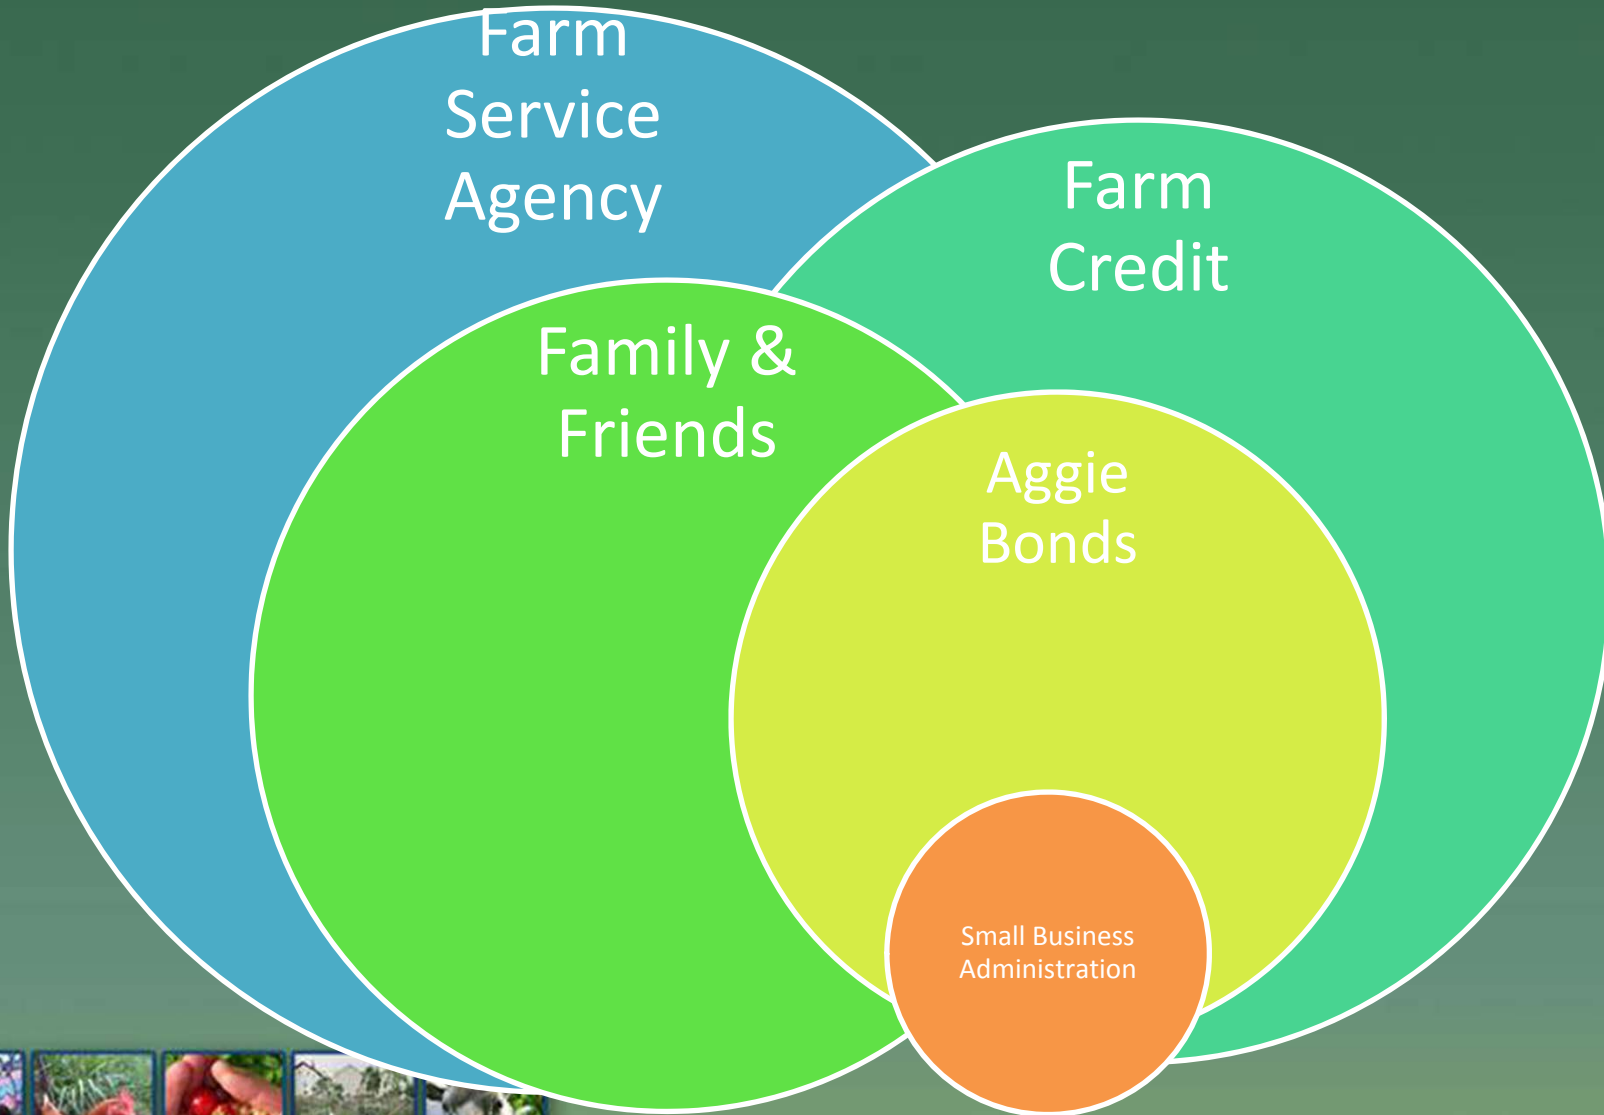 Farm
Service
Agency
Farm
Credit
Family &
Friends
Aggie
Bonds
Small Business
Administration